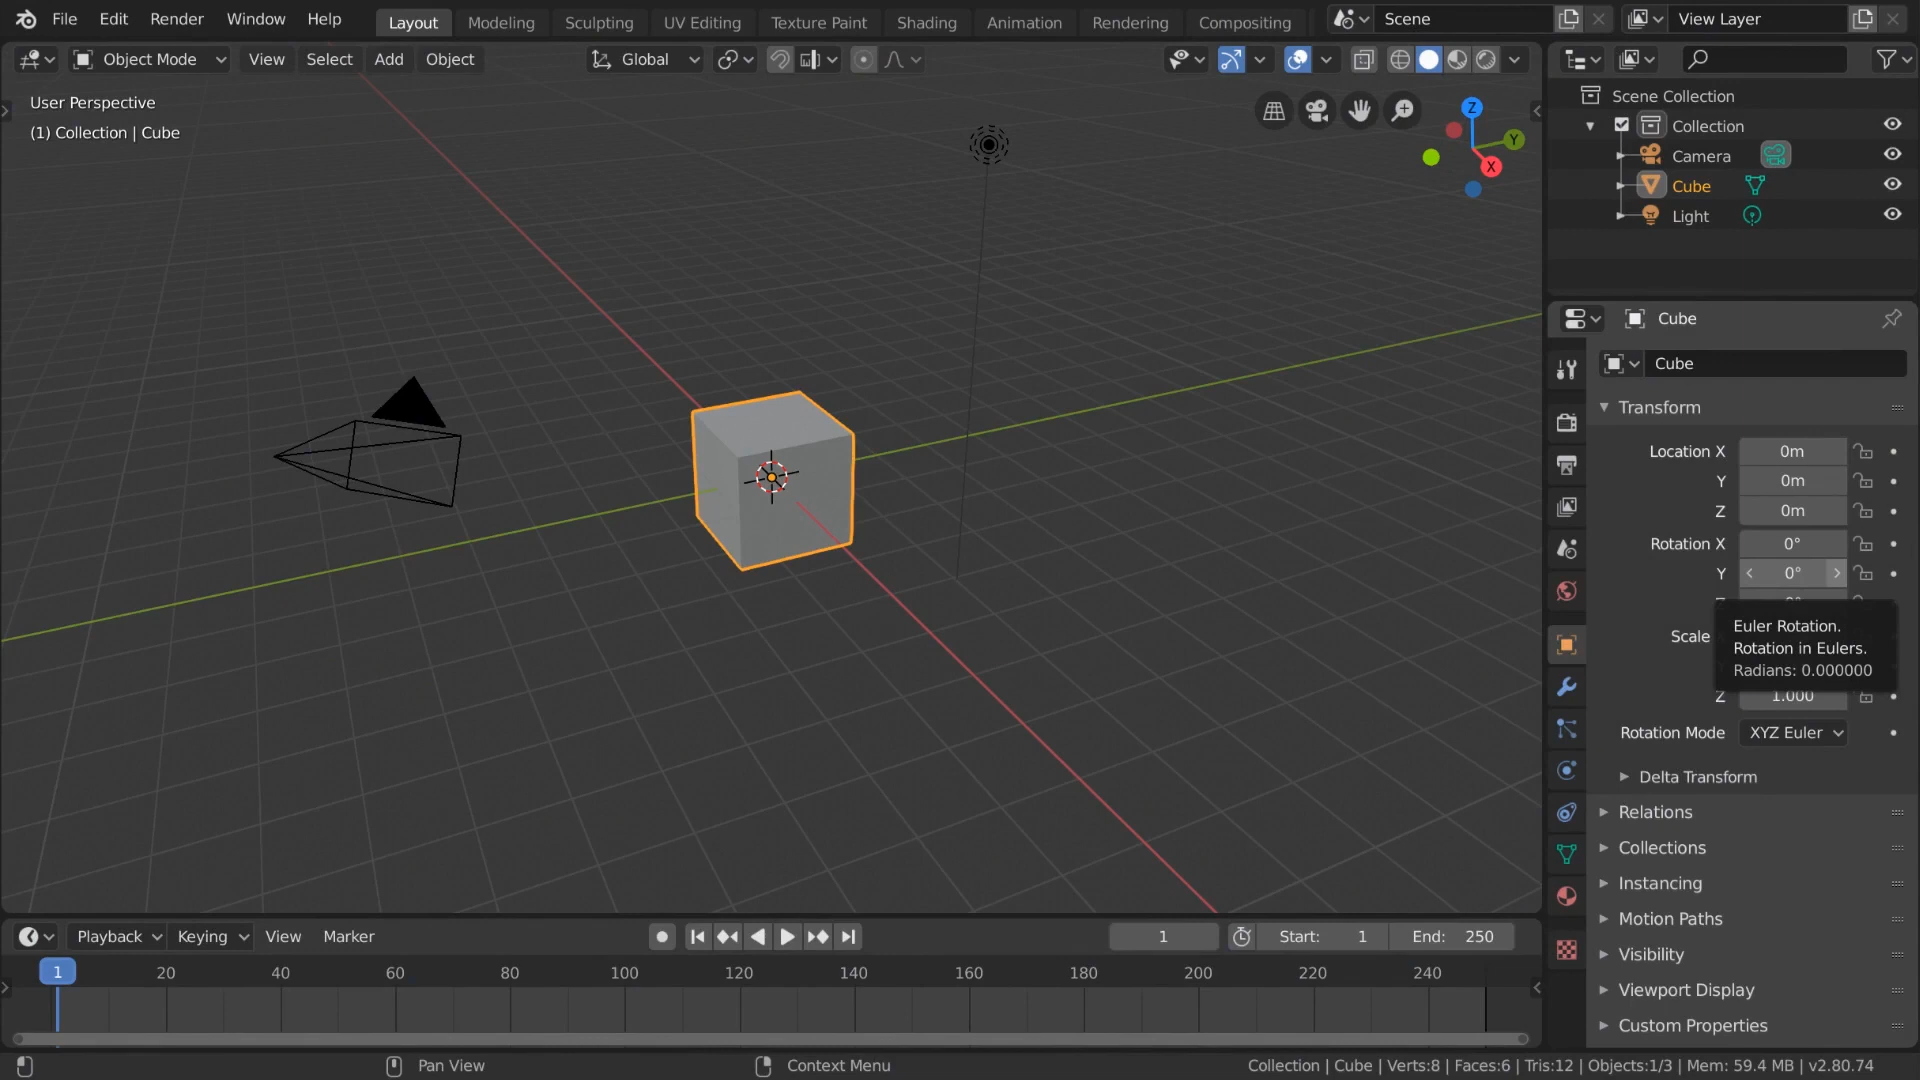 File Edit Render Window Help Layout Modeling Sculpting UV Editing Texture Paint Shading Animation Rendering Compositing Scene View Layer
Object Mode View Select Add Object Global
User Perspective
(1) Collection | Cube
Z
Y
X
Scene Collection
Collection
Camera
Cube
Light
Cube
Cube
Transform
Location X 0m
Y 0m
Z 0m
Rotation X 0°
Y 0°
Scale
Euler Rotation.
Rotation in Eulers.
Radians: 0.000000
Z 1.000
Rotation Mode XYZ Euler
Delta Transform
Relations
Collections
Instancing
Motion Paths
Visibility
Viewport Display
Custom Properties
Playback Keying View Marker 1 Start: 1 End: 250
1 20 40 60 80 100 120 140 160 180 200 220 240
Pan View Context Menu Collection | Cube | Verts:8 | Faces:6 | Tris:12 | Objects:1/3 | Mem: 59.4 MB | v2.80.74